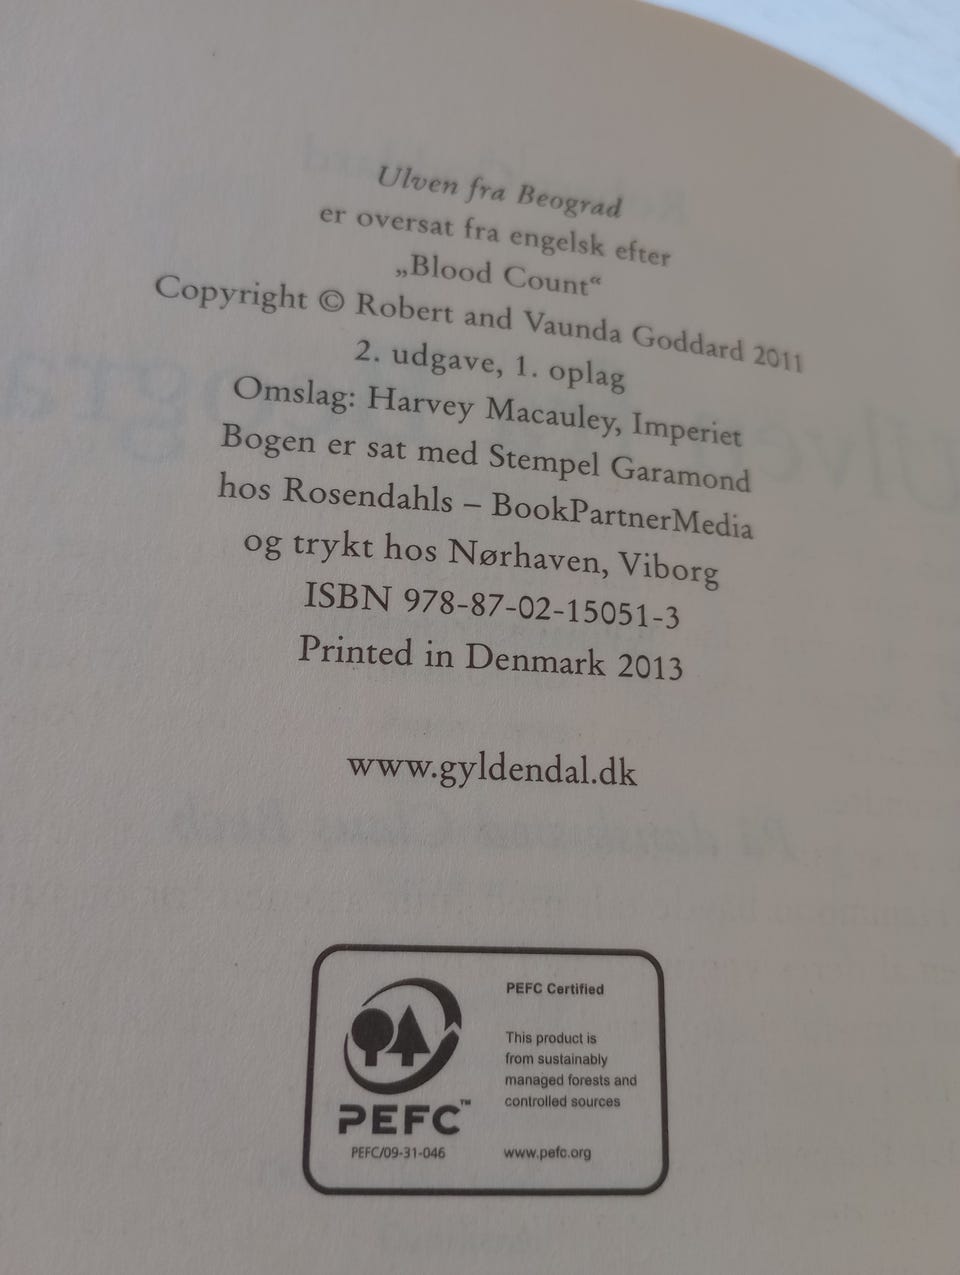 Ulven fra Beograd
er oversat fra engelsk efter
„Blood Count“
Copyright © Robert and Vaunda Goddard 2011
2. udgave, 1. oplag
Omslag: Harvey Macauley, Imperiet
Bogen er sat med Stempel Garamond
hos Rosendahls – BookPartnerMedia
og trykt hos Nørhaven, Viborg
ISBN 978-87-02-15051-3
Printed in Denmark 2013
www.gyldendal.dk
PEFC™
PEFC/09-31-046
PEFC Certified
This product is
from sustainably
managed forests and
controlled sources
www.pefc.org